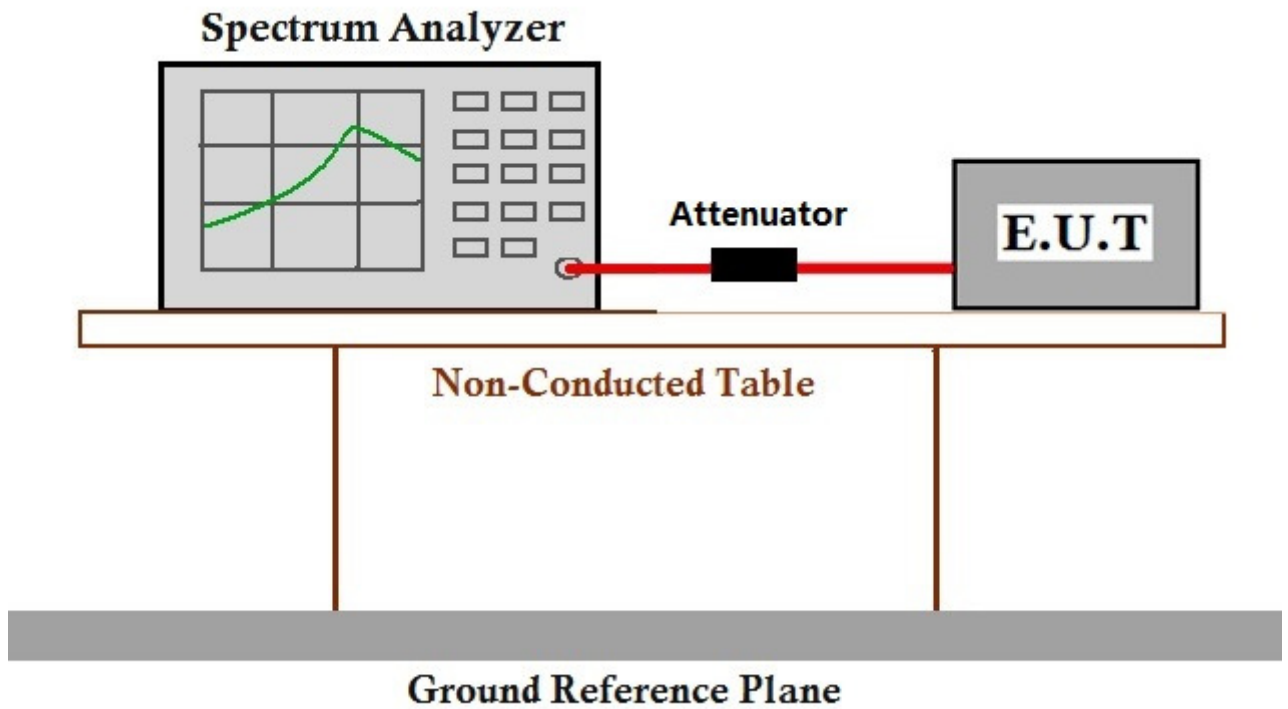 Spectrum Analyzer
Attenuator
E.U.T
Non-Conducted Table
Ground Reference Plane